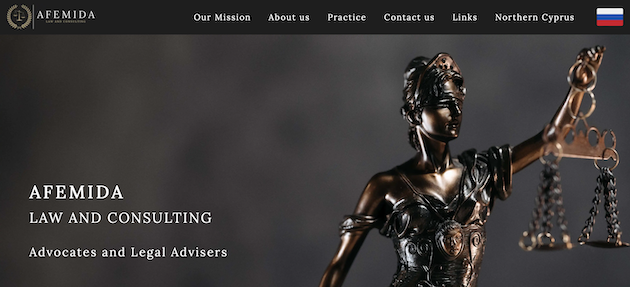 AFEMIDA
LAW AND CONSULTING
Our Mission About us Practice Contact us Links Northern Cyprus
AFEMIDA
LAW AND CONSULTING
Advocates and Legal Advisers